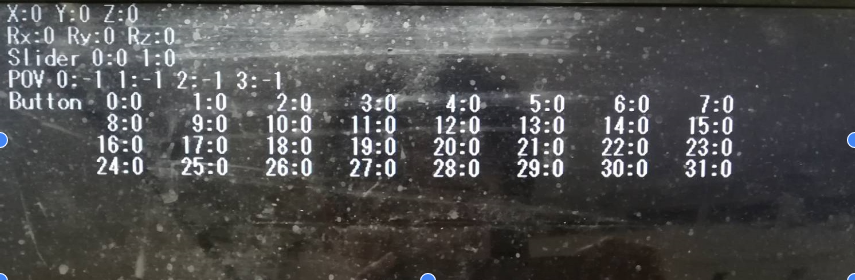 X:0 Y:0 Z:0
Rx:0 Ry:0 Rz:0
Slider 0:0 1:0
POV 0:-1 1:-1 2:-1 3:-1
Button 0:0 1:0 2:0 3:0 4:0 5:0 6:0 7:0
8:0 9:0 10:0 11:0 12:0 13:0 14:0 15:0
16:0 17:0 18:0 19:0 20:0 21:0 22:0 23:0
24:0 25:0 26:0 27:0 28:0 29:0 30:0 31:0